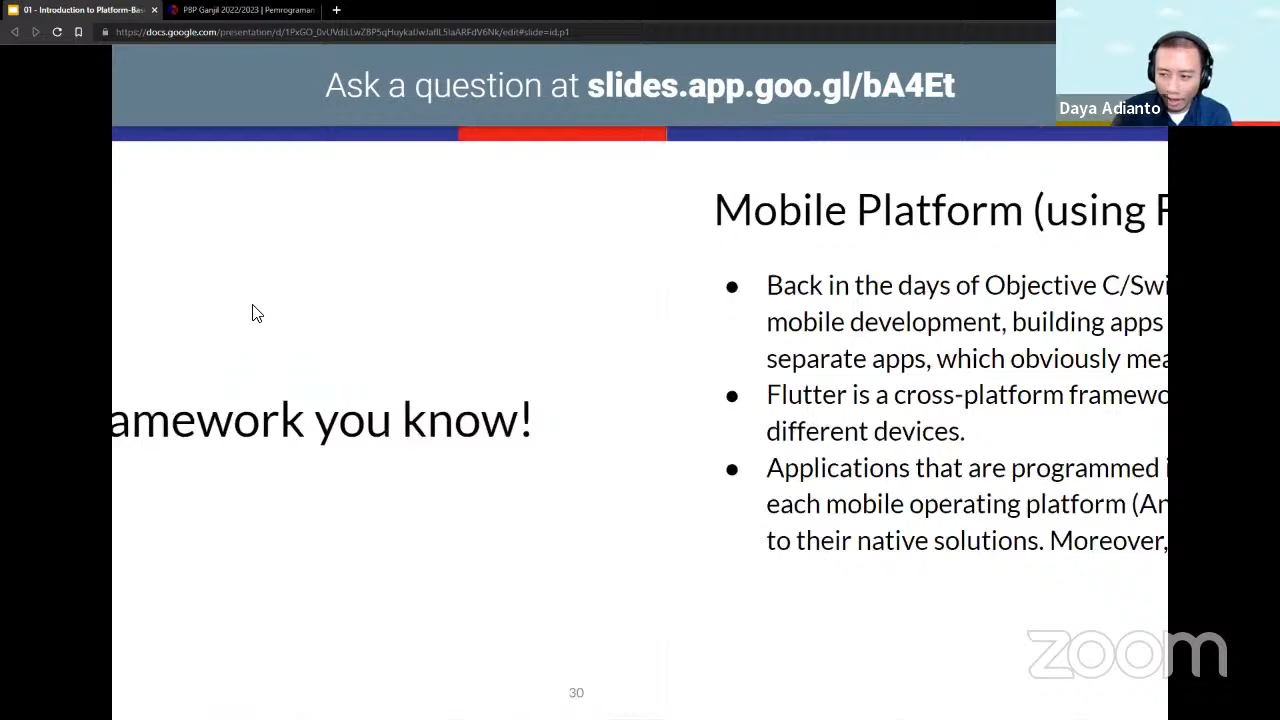 01 - Introduction to Platform-Bas
PBP Ganjil 2022/2023 | Pemrograman
Ask a question at slides.app.goo.gl/bA4Et
Daya Adianto
amework you know!
30
Mobile Platform (using F
Back in the days of Objective C/Swi
mobile development, building apps
separate apps, which obviously mea
Flutter is a cross-platform framewo
different devices.
Applications that are programmed i
each mobile operating platform (An
to their native solutions. Moreover,
zoom